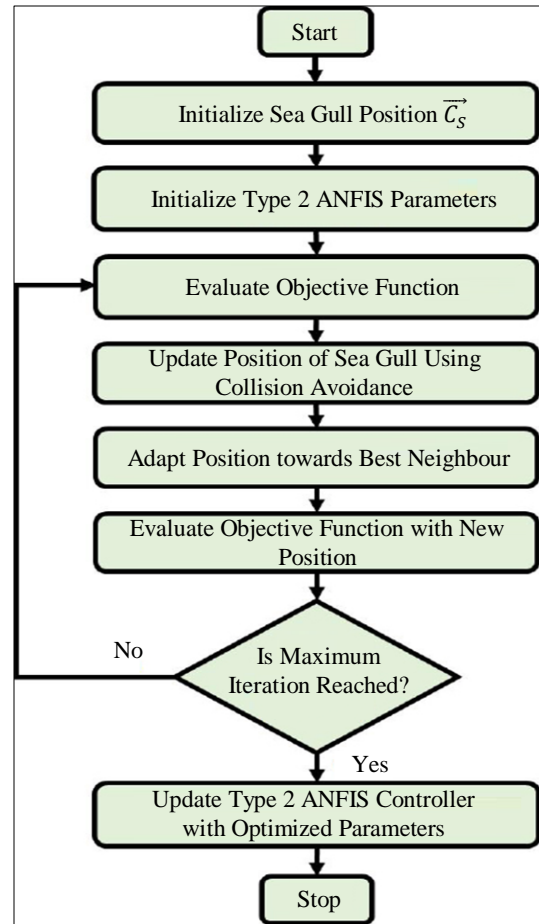 Start
Initialize Sea Gull Position $\overrightarrow{C_S}$
Initialize Type 2 ANFIS Parameters
Evaluate Objective Function
Update Position of Sea Gull Using
Collision Avoidance
Adapt Position towards Best Neighbour
Evaluate Objective Function with New
Position
No
Is Maximum
Iteration Reached?
Yes
Update Type 2 ANFIS Controller
with Optimized Parameters
Stop